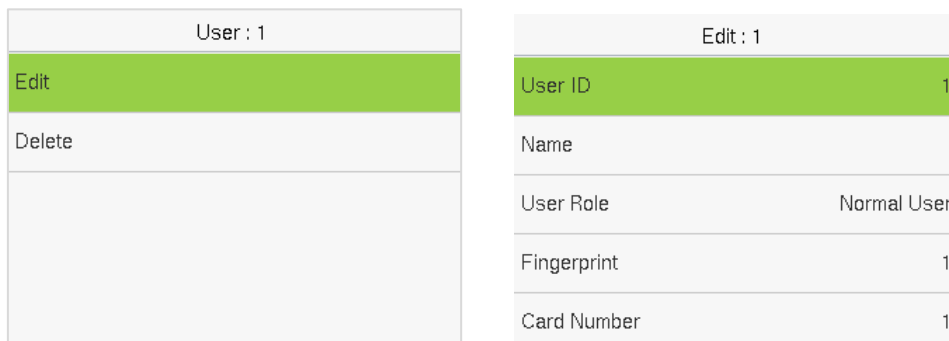 User : 1
Edit
Delete
Edit : 1
User ID 1
Name
User Role Normal User
Fingerprint 1
Card Number 1